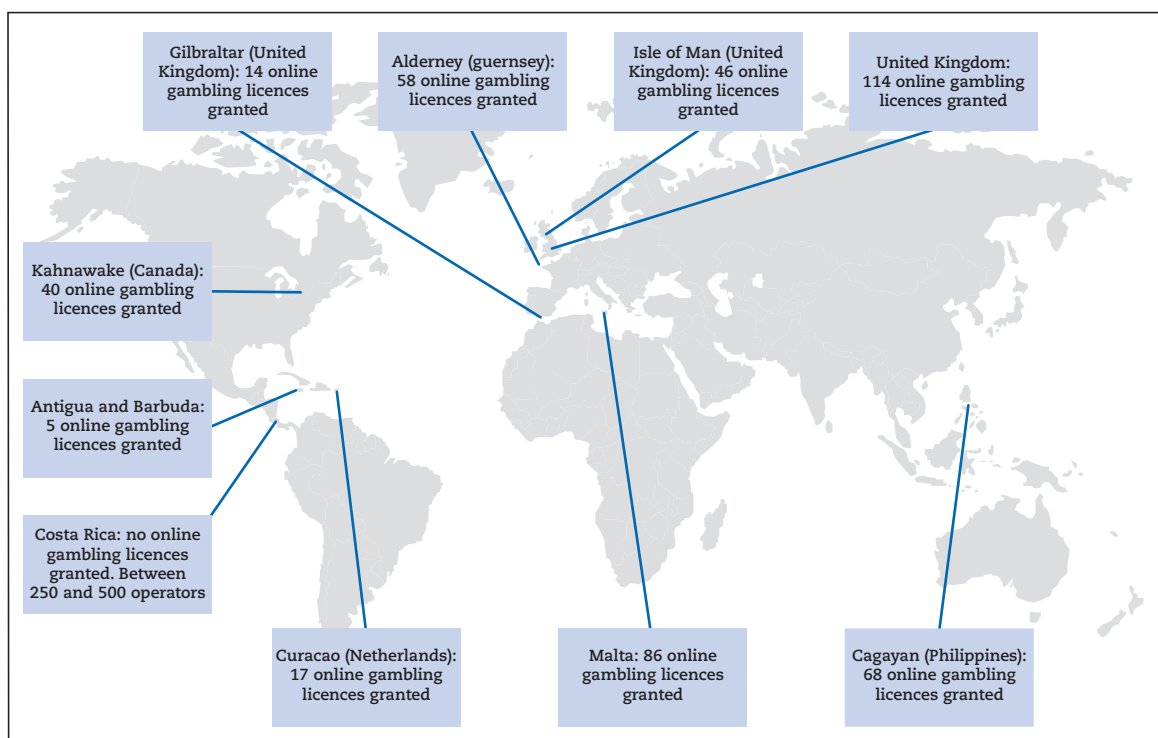 Gibraltar (United
Kingdom): 14 online
gambling licences
granted
Alderney (guernsey):
58 online gambling
licences granted
Isle of Man (United
Kingdom): 46 online
gambling licences
granted
United Kingdom:
114 online gambling
licences granted
Kahnawake (Canada):
40 online gambling
licences granted
Antigua and Barbuda:
5 online gambling
licences granted
Costa Rica: no online
gambling licences
granted. Between
250 and 500 operators
Curacao (Netherlands):
17 online gambling
licences granted
Malta: 86 online
gambling licences
granted
Cagayan (Philippines):
68 online gambling
licences granted